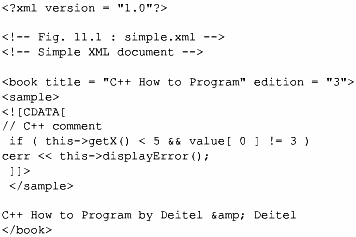 <?xml version = "1.0"?>
<!-- Fig. 11.1 : simple.xml -->
<!-- Simple XML document -->
<book title = "C++ How to Program" edition = "3">
<sample>
<![CDATA[
// C++ comment
if ( this->getX() < 5 && value[ 0 ] != 3 )
cerr << this->displayError();
]]>
</sample>
C++ How to Program by Deitel &amp; Deitel
</book>